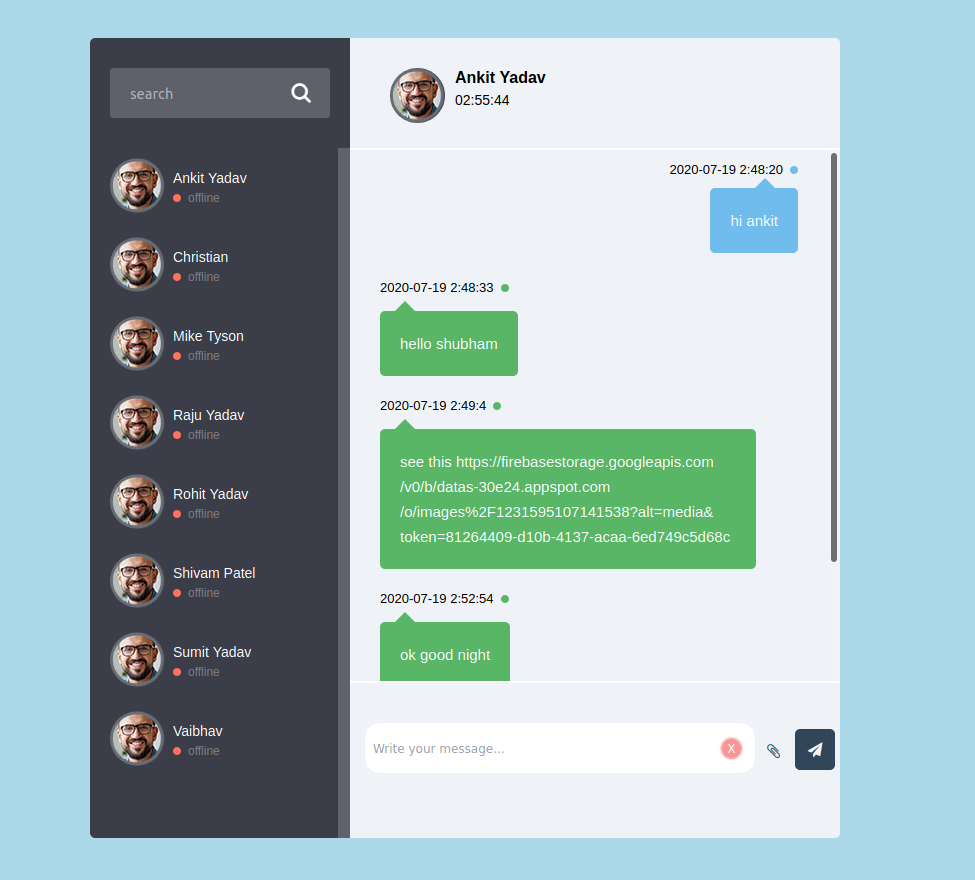 search
Ankit Yadav
offline
Christian
offline
Mike Tyson
offline
Raju Yadav
offline
Rohit Yadav
offline
Shivam Patel
offline
Sumit Yadav
offline
Vaibhav
offline
Ankit Yadav
02:55:44
2020-07-19 2:48:20
hi ankit
2020-07-19 2:48:33
hello shubham
2020-07-19 2:49:4
see this https://firebasestorage.googleapis.com
/v0/b/datas-30e24.appspot.com
/o/images%2F1231595107141538?alt=media&
token=81264409-d10b-4137-acaa-6ed749c5d68c
2020-07-19 2:52:54
ok good night
Write your message...
X